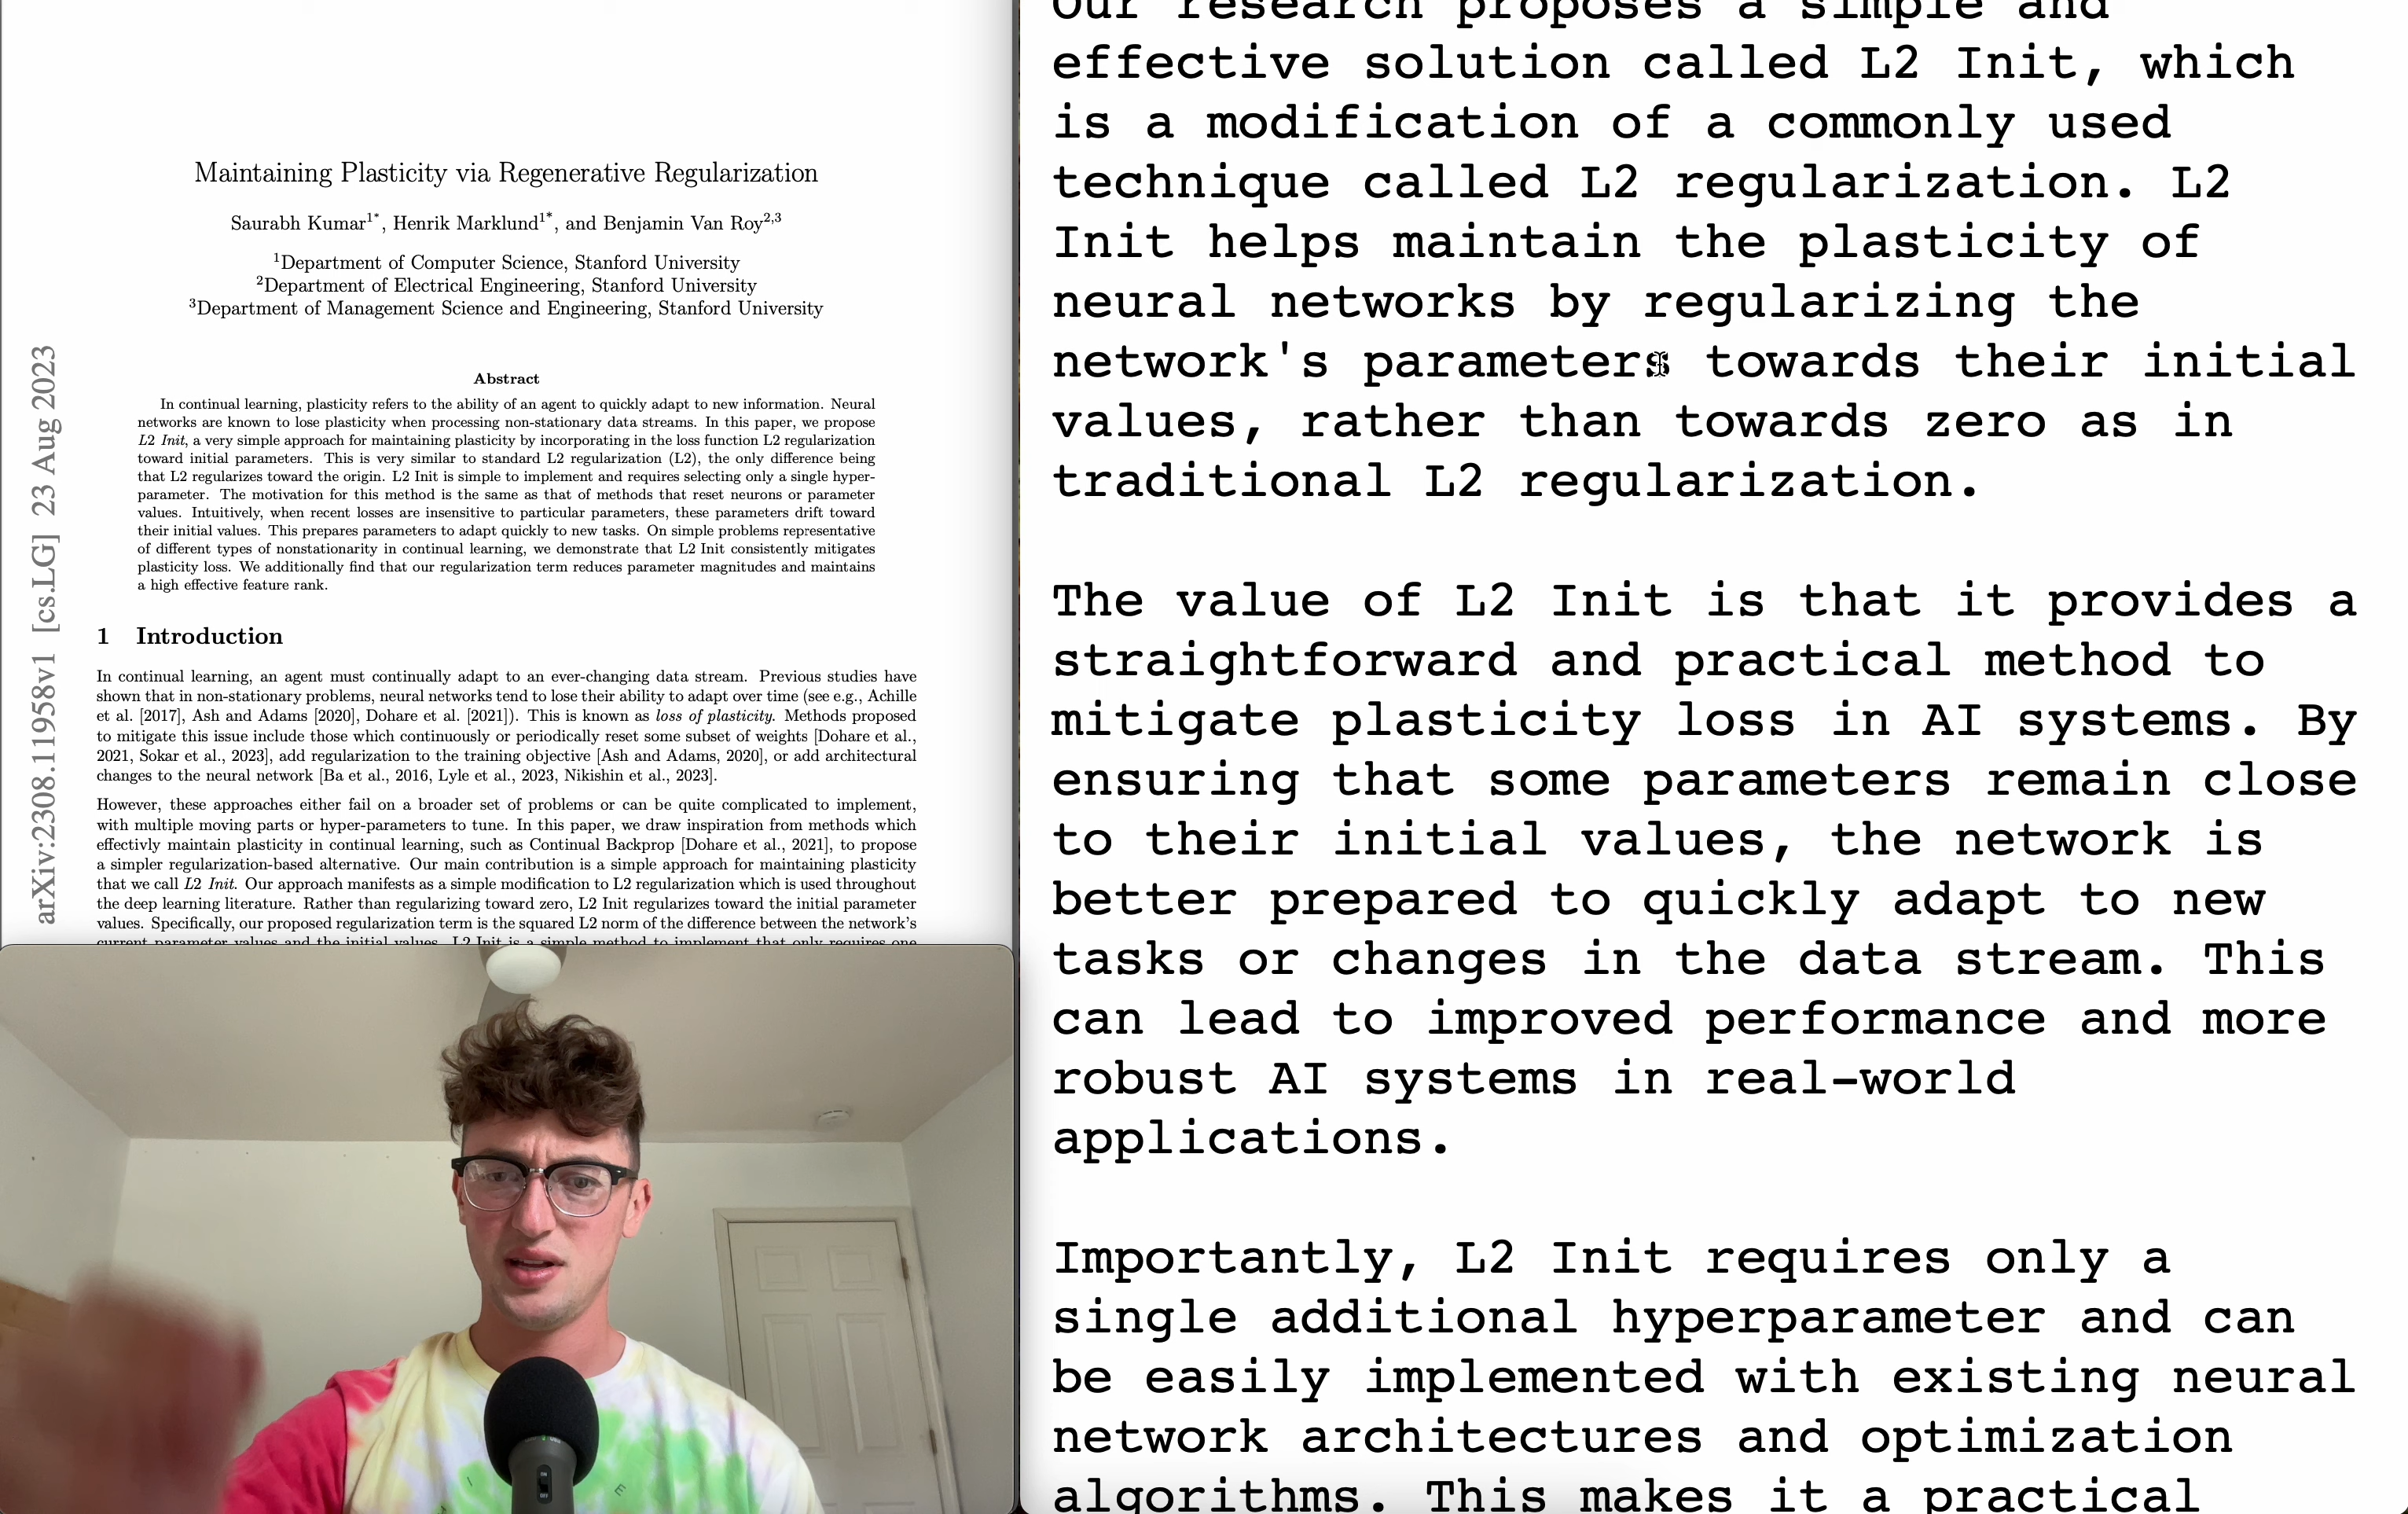 Maintaining Plasticity via Regenerative Regularization
Saurabh Kumar1*, Henrik Marklund1*, and Benjamin Van Roy2,3
1Department of Computer Science, Stanford University
2Department of Electrical Engineering, Stanford University
3Department of Management Science and Engineering, Stanford University
arXiv:2308.11958v1 [cs.LG] 23 Aug 2023
Abstract
In continual learning, plasticity refers to the ability of an agent to quickly adapt to new information. Neural
networks are known to lose plasticity when processing non-stationary data streams. In this paper, we propose
L2 Init, a very simple approach for maintaining plasticity by incorporating in the loss function L2 regularization
toward initial parameters. This is very similar to standard L2 regularization (L2), the only difference being
that L2 regularizes toward the origin. L2 Init is simple to implement and requires selecting only a single hyper-
parameter. The motivation for this method is the same as that of methods that reset neurons or parameter
values. Intuitively, when recent losses are insensitive to particular parameters, these parameters drift toward
their initial values. This prepares parameters to adapt quickly to new tasks. On simple problems representative
of different types of nonstationarity in continual learning, we demonstrate that L2 Init consistently mitigates
plasticity loss. We additionally find that our regularization term reduces parameter magnitudes and maintains
a high effective feature rank.
1 Introduction
In continual learning, an agent must continually adapt to an ever-changing data stream. Previous studies have
shown that in non-stationary problems, neural networks tend to lose their ability to adapt over time (see e.g., Achille
et al. [2017], Ash and Adams [2020], Dohare et al. [2021]). This is known as loss of plasticity. Methods proposed
to mitigate this issue include those which continuously or periodically reset some subset of weights [Dohare et al.,
2021, Sokar et al., 2023], add regularization to the training objective [Ash and Adams, 2020], or add architectural
changes to the neural network [Ba et al., 2016, Lyle et al., 2023, Nikishin et al., 2023].
However, these approaches either fail on a broader set of problems or can be quite complicated to implement,
with multiple moving parts or hyper-parameters to tune. In this paper, we draw inspiration from methods which
effectivly maintain plasticity in continual learning, such as Continual Backprop [Dohare et al., 2021], to propose
a simpler regularization-based alternative. Our main contribution is a simple approach for maintaining plasticity
that we call L2 Init. Our approach manifests as a simple modification to L2 regularization which is used throughout
the deep learning literature. Rather than regularizing toward zero, L2 Init regularizes toward the initial parameter
values. Specifically, our proposed regularization term is the squared L2 norm of the difference between the network's
current parameter values and the initial values. L2 Init is a simple method to implement that only requires one
Our research proposes a simple and
effective solution called L2 Init, which
is a modification of a commonly used
technique called L2 regularization. L2
Init helps maintain the plasticity of
neural networks by regularizing the
network's parameters towards their initial
values, rather than towards zero as in
traditional L2 regularization.
The value of L2 Init is that it provides a
straightforward and practical method to
mitigate plasticity loss in AI systems. By
ensuring that some parameters remain close
to their initial values, the network is
better prepared to quickly adapt to new
tasks or changes in the data stream. This
can lead to improved performance and more
robust AI systems in real-world
applications.
Importantly, L2 Init requires only a
single additional hyperparameter and can
be easily implemented with existing neural
network architectures and optimization
algorithms. This makes it a practical